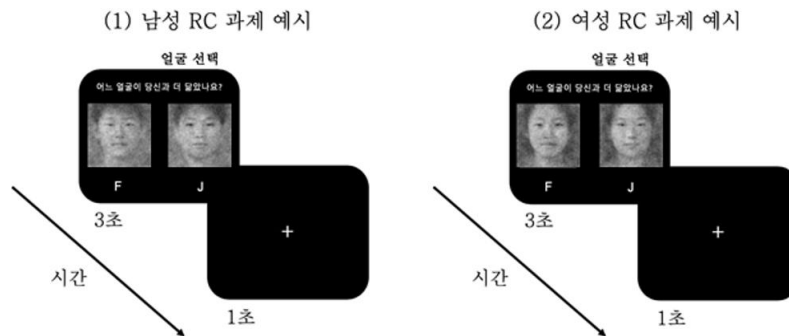 (1) 남성 RC 과제 예시
얼굴 선택
어느 얼굴이 당신과 더 닮았나요?
F J
3초
+
시간
1초
(2) 여성 RC 과제 예시
얼굴 선택
어느 얼굴이 당신과 더 닮았나요?
F J
3초
+
시간
1초